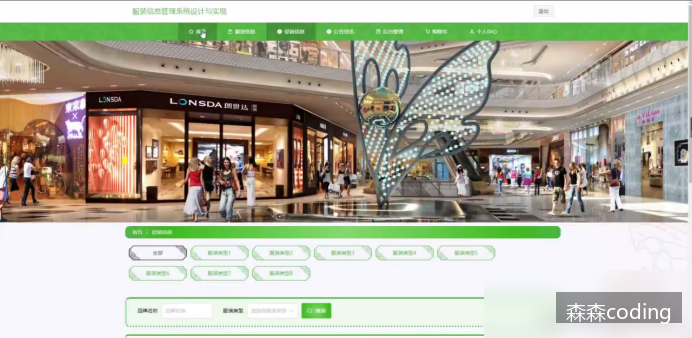 服装信息管理系统设计与实现
退出
首页 服装信息 促销信息 公告资讯 后台管理 购物车 个人中心
LONSDA
LONSDA 朗世达
首页 促销信息
全部 服装类型1 服装类型2 服装类型3 服装类型4 服装类型5
服装类型6 服装类型7 服装类型8
品牌名称 品牌名称 服装类型
森森coding